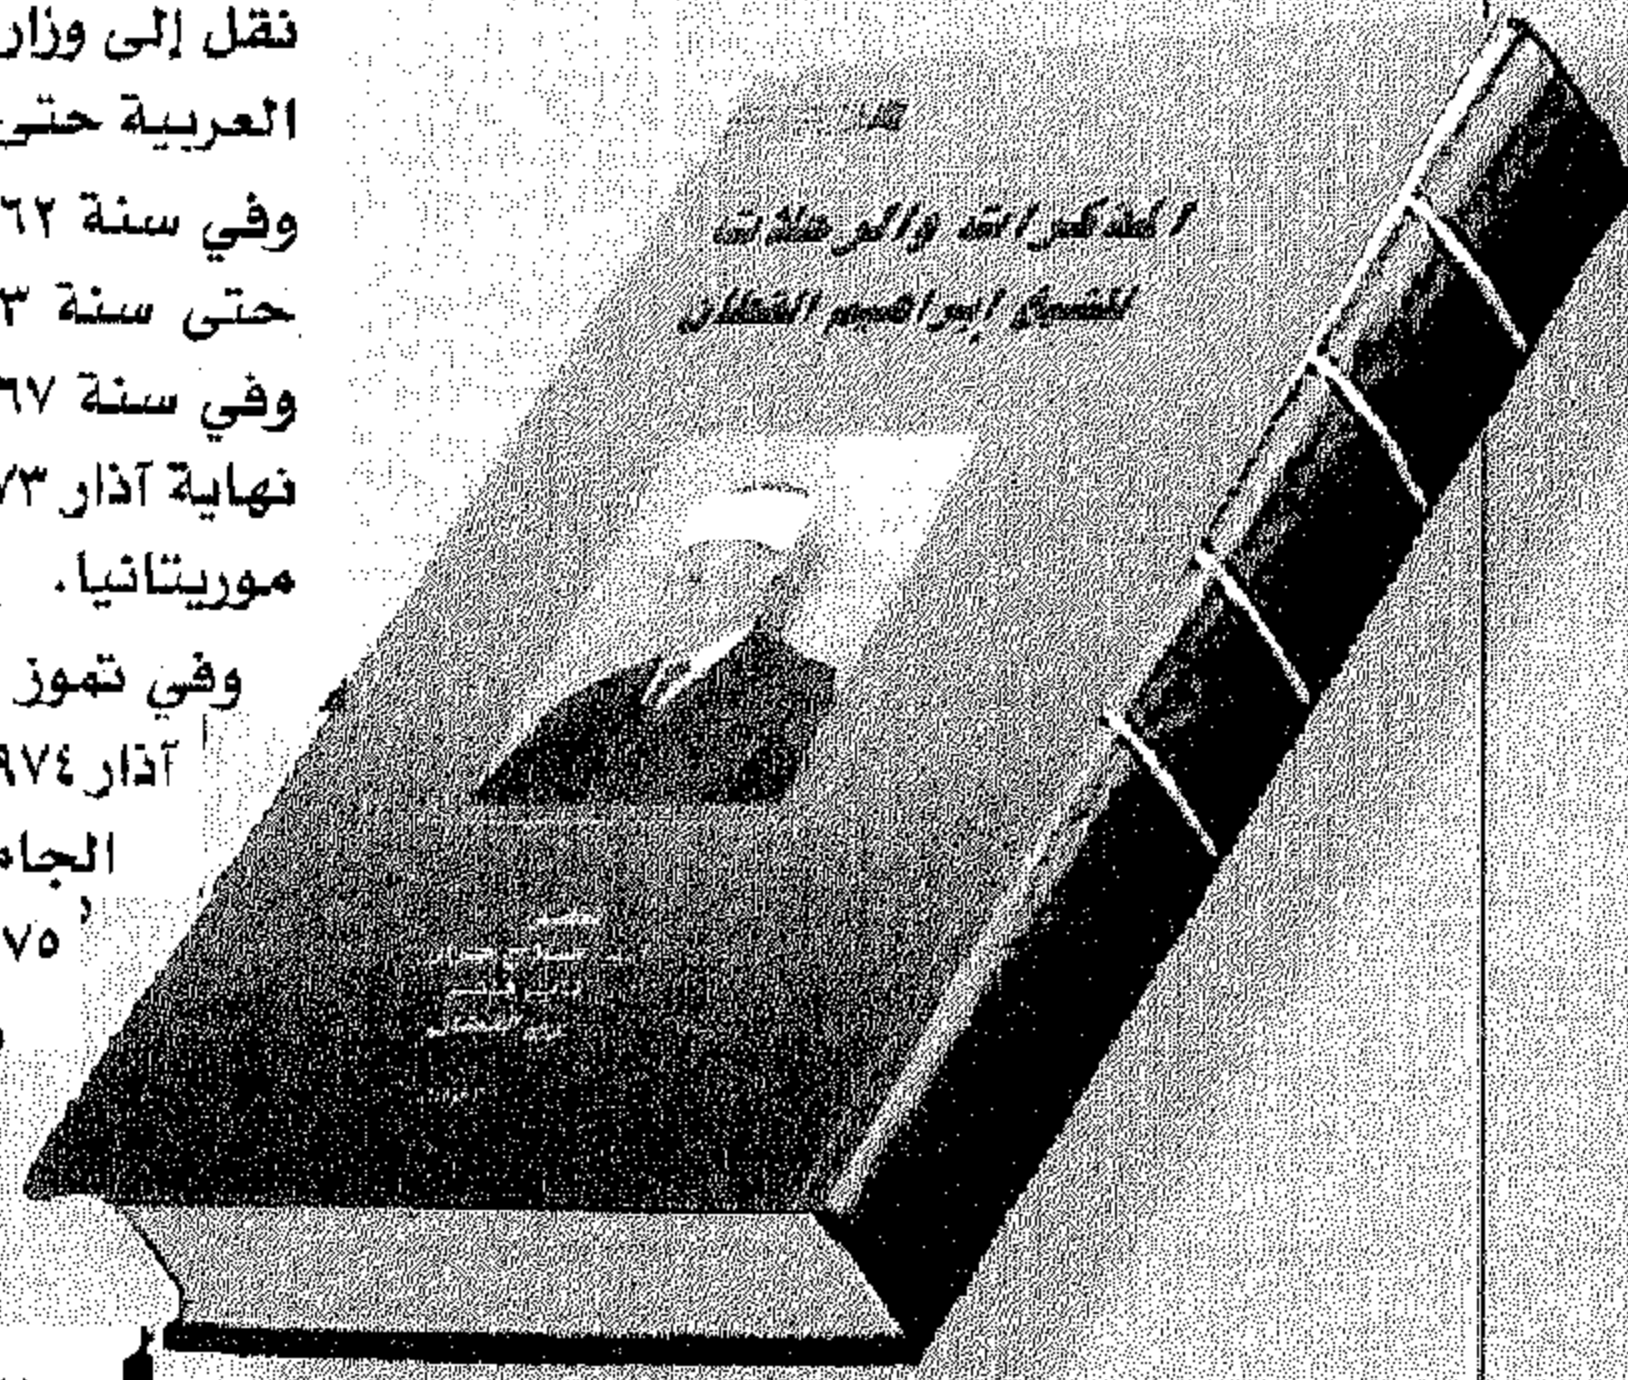 نقل إلى وزار
العربية حتى
وفي سنة ٦٢
حتى سنة ٣
وفي سنة ٦٧
نهاية آذار ٧٣
موريتانيا.
وفي تموز
آذار ٩٧٤
الجام
٧٥
المذكرات والرحلات
للشيخ إبراهيم القطان